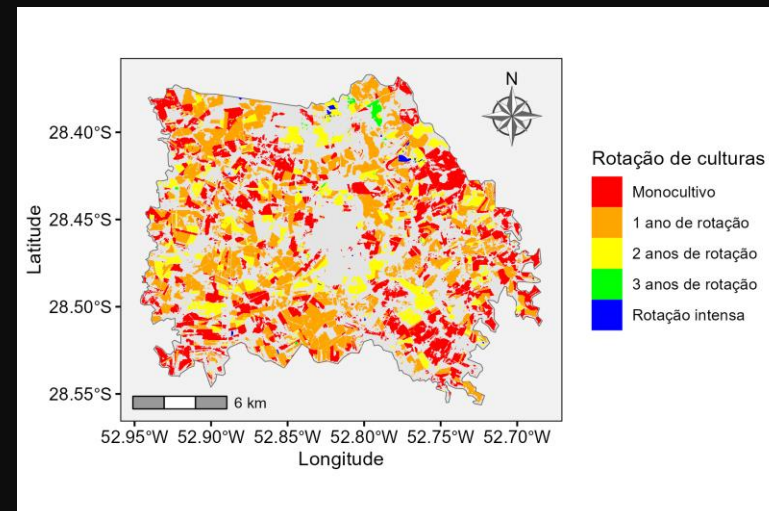 N
28.40°S
28.45°S
28.50°S
28.55°S
Latitude
6 km
52.95°W 52.90°W 52.85°W 52.80°W 52.75°W 52.70°W
Longitude
Rotação de culturas
Monocultivo
1 ano de rotação
2 anos de rotação
3 anos de rotação
Rotação intensa